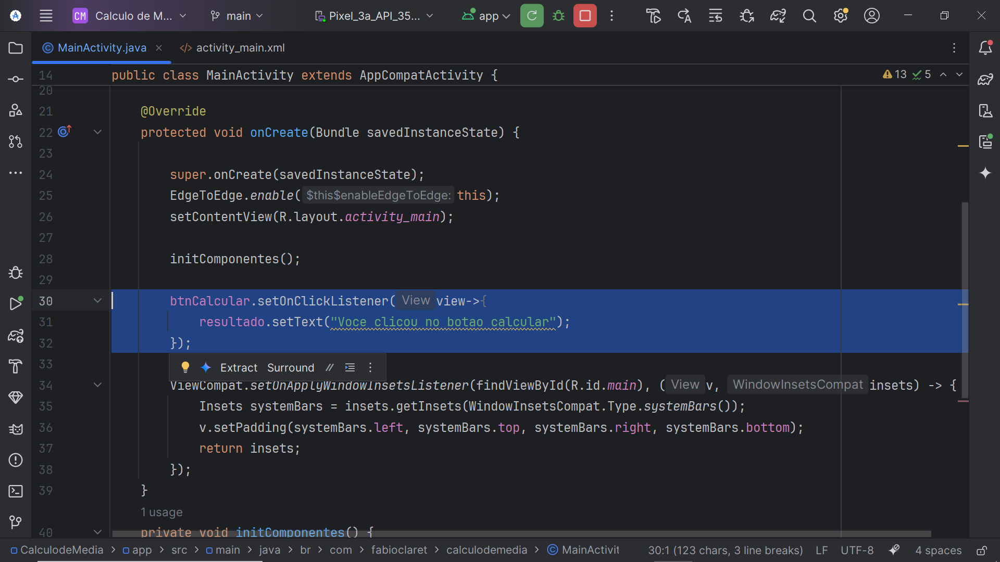 CM Calculo de M... main Pixel_3a_API_35... app
MainActivity.java activity_main.xml
14 public class MainActivity extends AppCompatActivity { 13 5
20
21 @Override
22 protected void onCreate(Bundle savedInstanceState) {
23
24 super.onCreate(savedInstanceState);
25 EdgeToEdge.enable( $this$enableEdgeToEdge: this);
26 setContentView(R.layout.activity_main);
27
28 initComponentes();
29
30 btnCalcular.setOnClickListener( View view->{
31 resultado.setText("Voce clicou no botao calcular");
32 });
33
Extract Surround //
34 ViewCompat.setOnApplyWindowInsetsListener(findViewById(R.id.main), ( View v, WindowInsetsCompat insets) -> {
35 Insets systemBars = insets.getInsets(WindowInsetsCompat.Type.systemBars());
36 v.setPadding(systemBars.left, systemBars.top, systemBars.right, systemBars.bottom);
37 return insets;
38 });
39 }
1 usage
40 private void initComponentes() {
CalculodeMedia > app > src > main > java > br > com > fabioclaret > calculodemedia > MainActivit 30:1 (123 chars, 3 line breaks) LF UTF-8 4 spaces